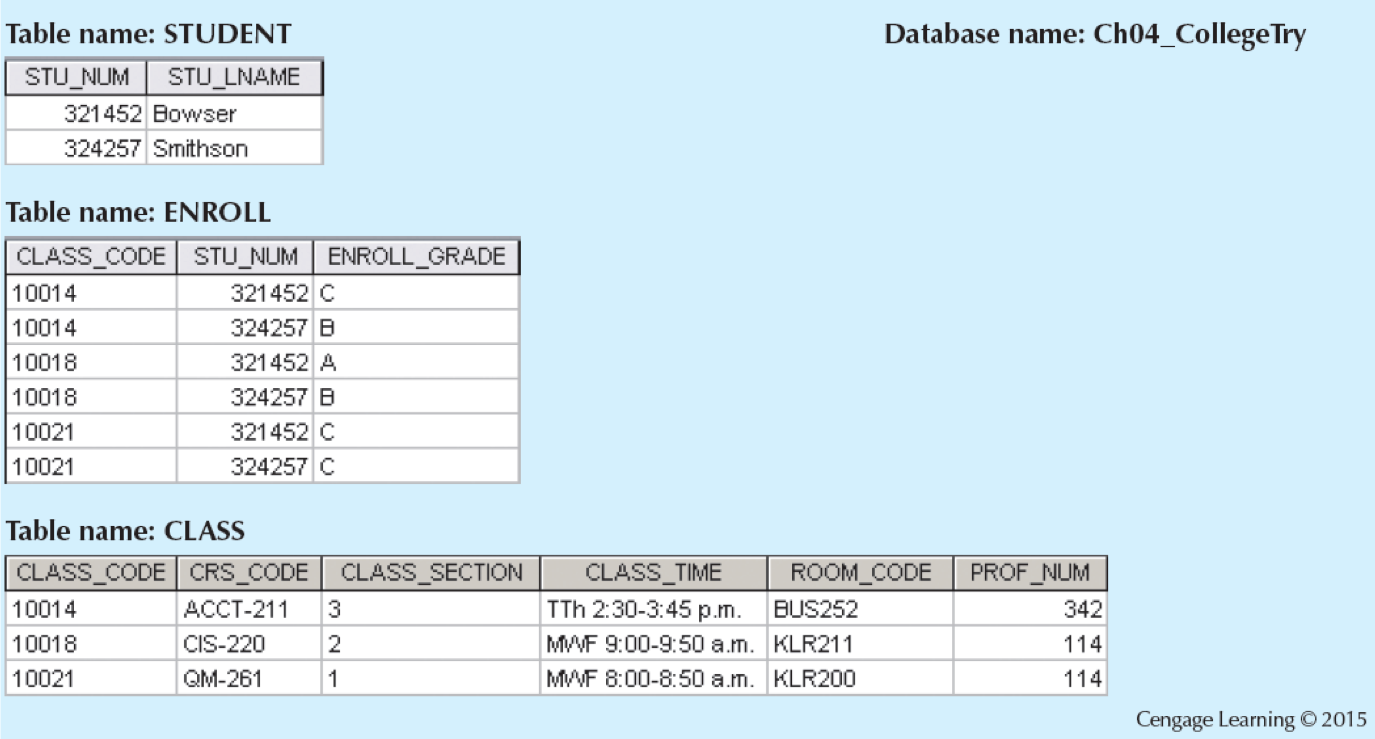 Table name: STUDENT Database name: Ch04_CollegeTry
STU_NUM STU_LNAME
321452 Bowser
324257 Smithson
Table name: ENROLL
CLASS_CODE STU_NUM ENROLL_GRADE
10014 321452 C
10014 324257 B
10018 321452 A
10018 324257 B
10021 321452 C
10021 324257 C
Table name: CLASS
CLASS_CODE CRS_CODE CLASS_SECTION CLASS_TIME ROOM_CODE PROF_NUM
10014 ACCT-211 3 TTh 2:30-3:45 p.m. BUS252 342
10018 CIS-220 2 MWF 9:00-9:50 a.m. KLR211 114
10021 QM-261 1 MWF 8:00-8:50 a.m. KLR200 114
Cengage Learning © 2015